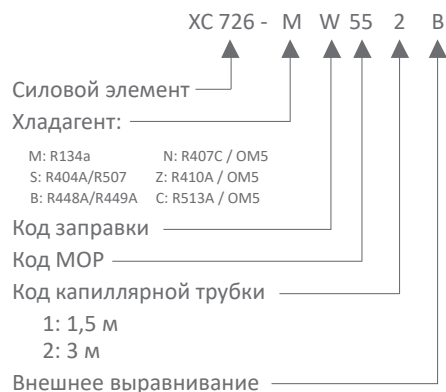 XC 726 - M W 55 2 B
Силовой элемент
Хладагент:
M: R134a N: R407C / OM5
S: R404A/R507 Z: R410A / OM5
B: R448A/R449A C: R513A / OM5
Код заправки
Код МОР
Код капиллярной трубки
1: 1,5 м
2: 3 м
Внешнее выравнивание